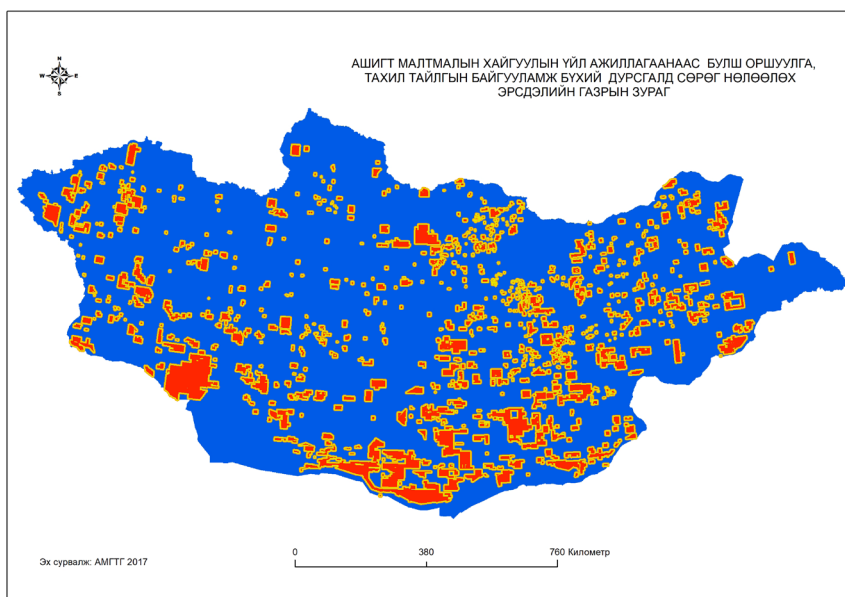 N
W E
S
АШИГТ МАЛТМАЛЫН ХАЙГУУЛЫН ҮЙЛ АЖИЛЛАГААНААС БУЛШ ОРШУУЛГА,
ТАХИЛ ТАЙЛГЫН БАЙГУУЛАМЖ БҮХИЙ ДУРСГАЛД СӨРӨГ НӨЛӨӨЛӨХ
ЭРСДЭЛИЙН ГАЗРЫН ЗУРАГ
0 380 760 Километр
Эх сурвалж: АМГТГ 2017